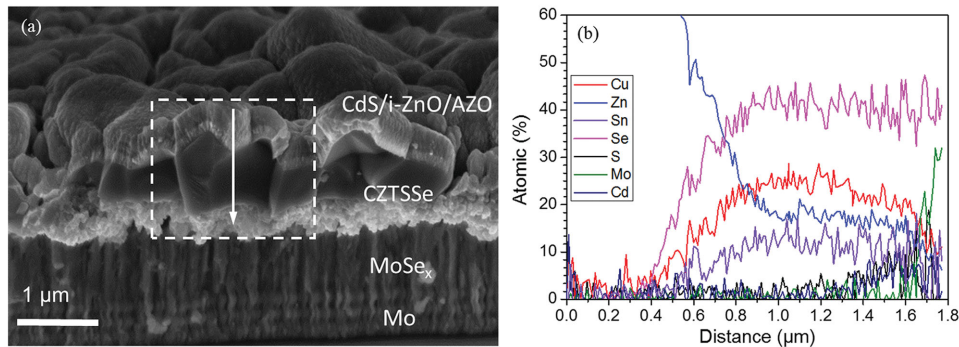 (a)
CdS/i-ZnO/AZO
CZTSSe
MoSeₓ
1 µm
Mo
(b)
60
50
40
30
20
10
0
Atomic (%)
Cu
Zn
Sn
Se
S
Mo
Cd
0.0 0.2 0.4 0.6 0.8 1.0 1.2 1.4 1.6 1.8
Distance (µm)